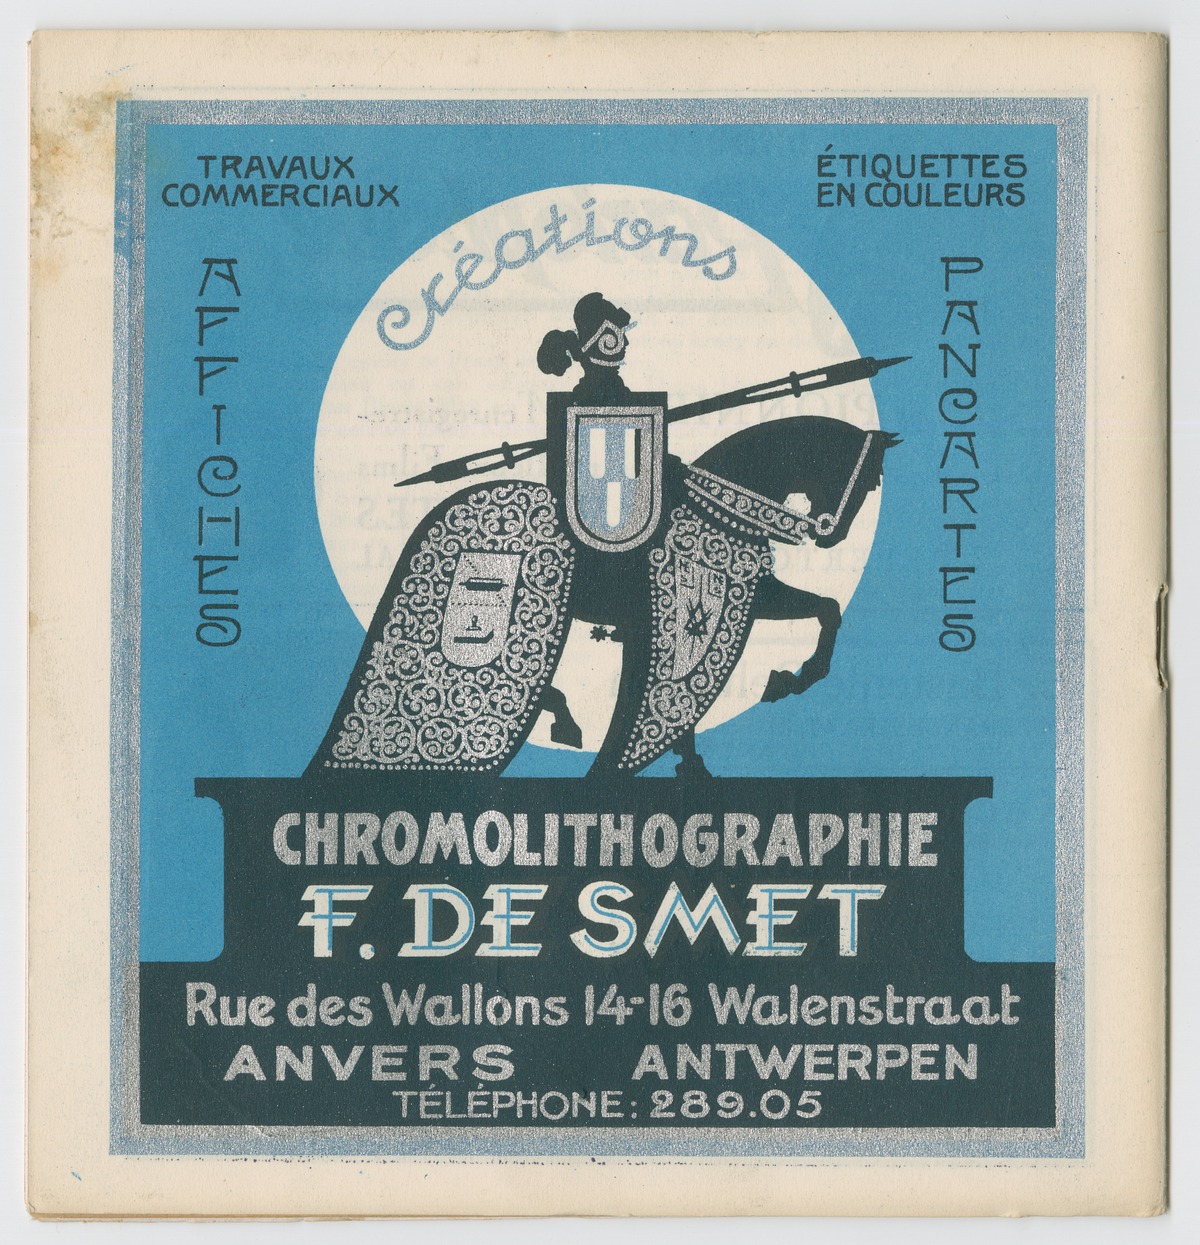 TRAVAUX
COMMERCIAUX
ÉTIQUETTES
EN COULEURS
créations
AFFICHES
PANCARTES
CHROMOLITHOGRAPHIE
F. DE SMET
Rue des Wallons 14-16 Walenstraat
ANVERS ANTWERPEN
TÉLÉPHONE: 289.05